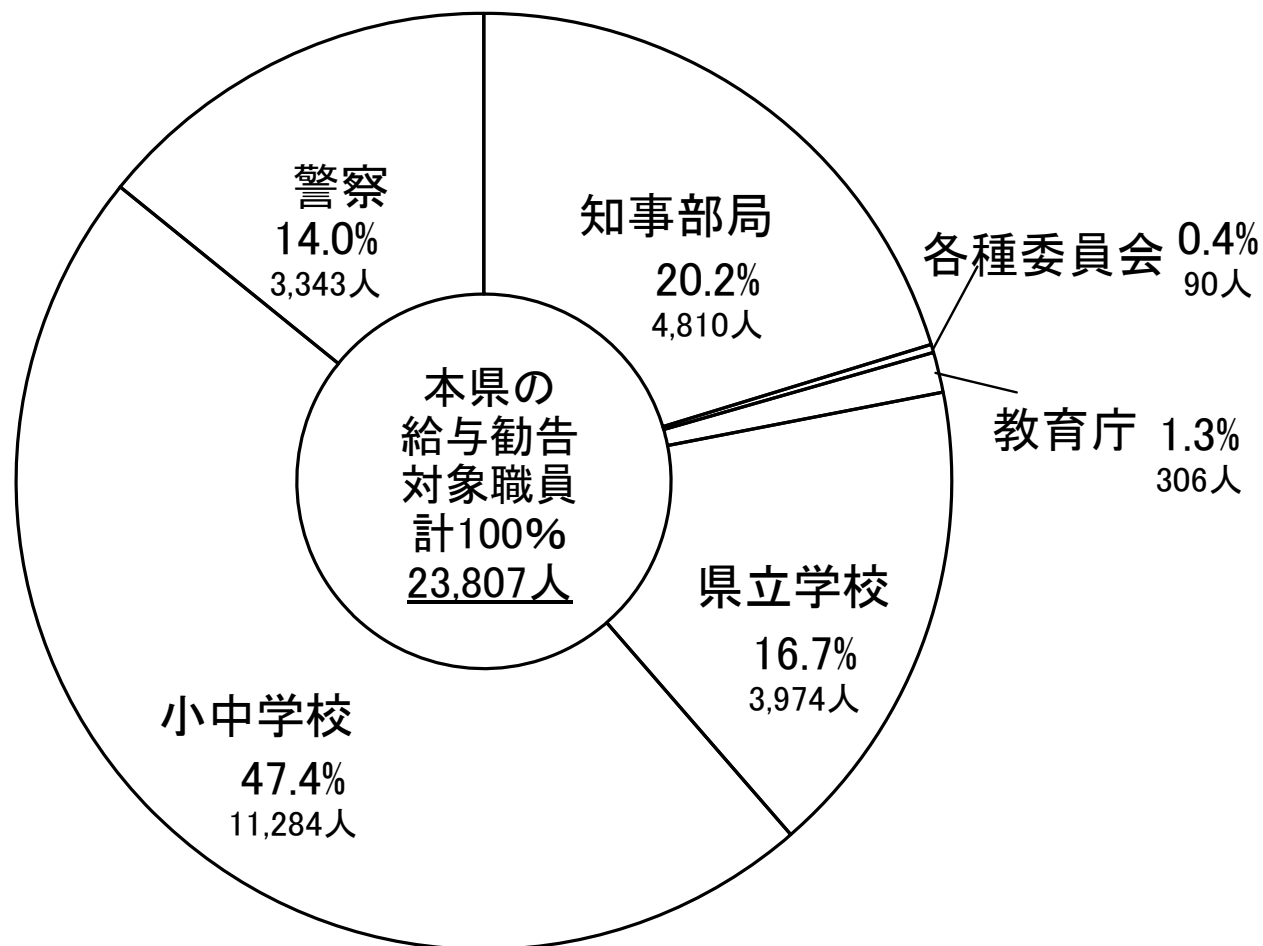 警察
14.0%
3,343人
知事部局
20.2%
4,810人
各種委員会 0.4%
90人
教育庁 1.3%
306人
本県の
給与勧告
対象職員
計100%
23,807人
県立学校
16.7%
3,974人
小中学校
47.4%
11,284人